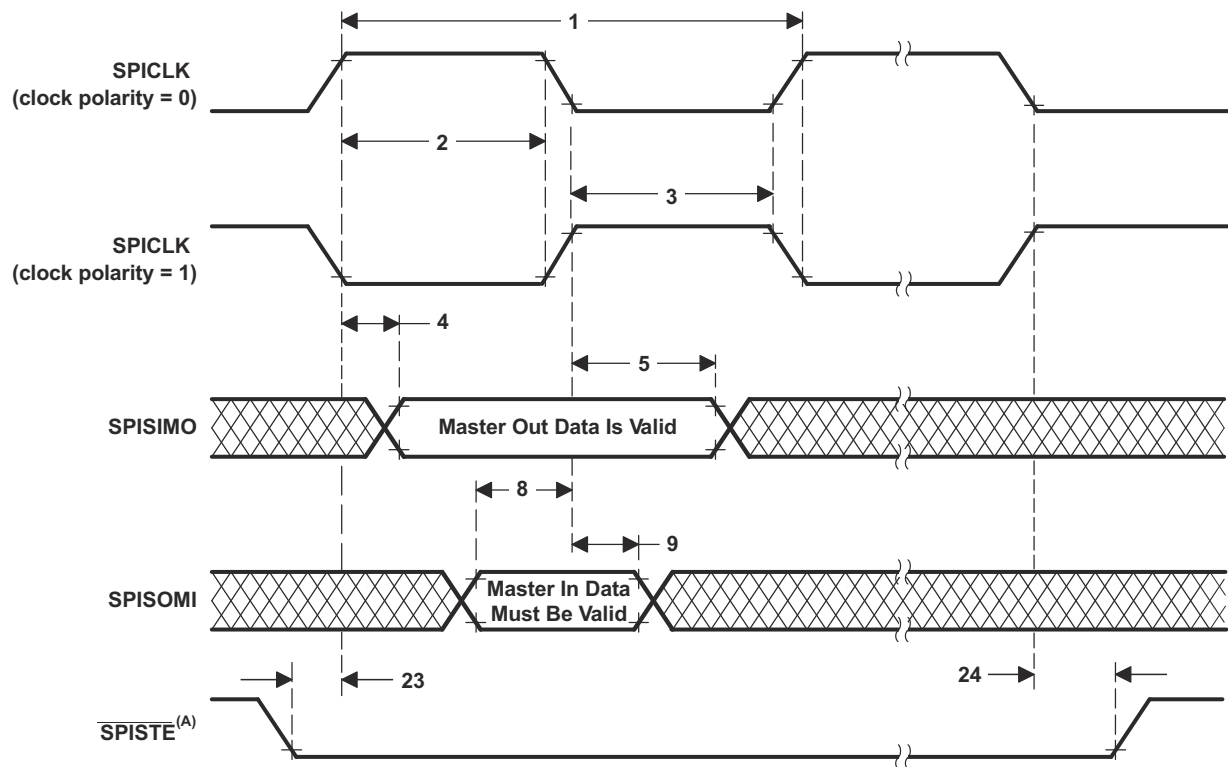 1
SPICLK
(clock polarity = 0)
2
3
SPICLK
(clock polarity = 1)
4
5
SPISIMO
Master Out Data Is Valid
8
9
SPISOMI
Master In Data
Must Be Valid
23
24
SPISTE(A)